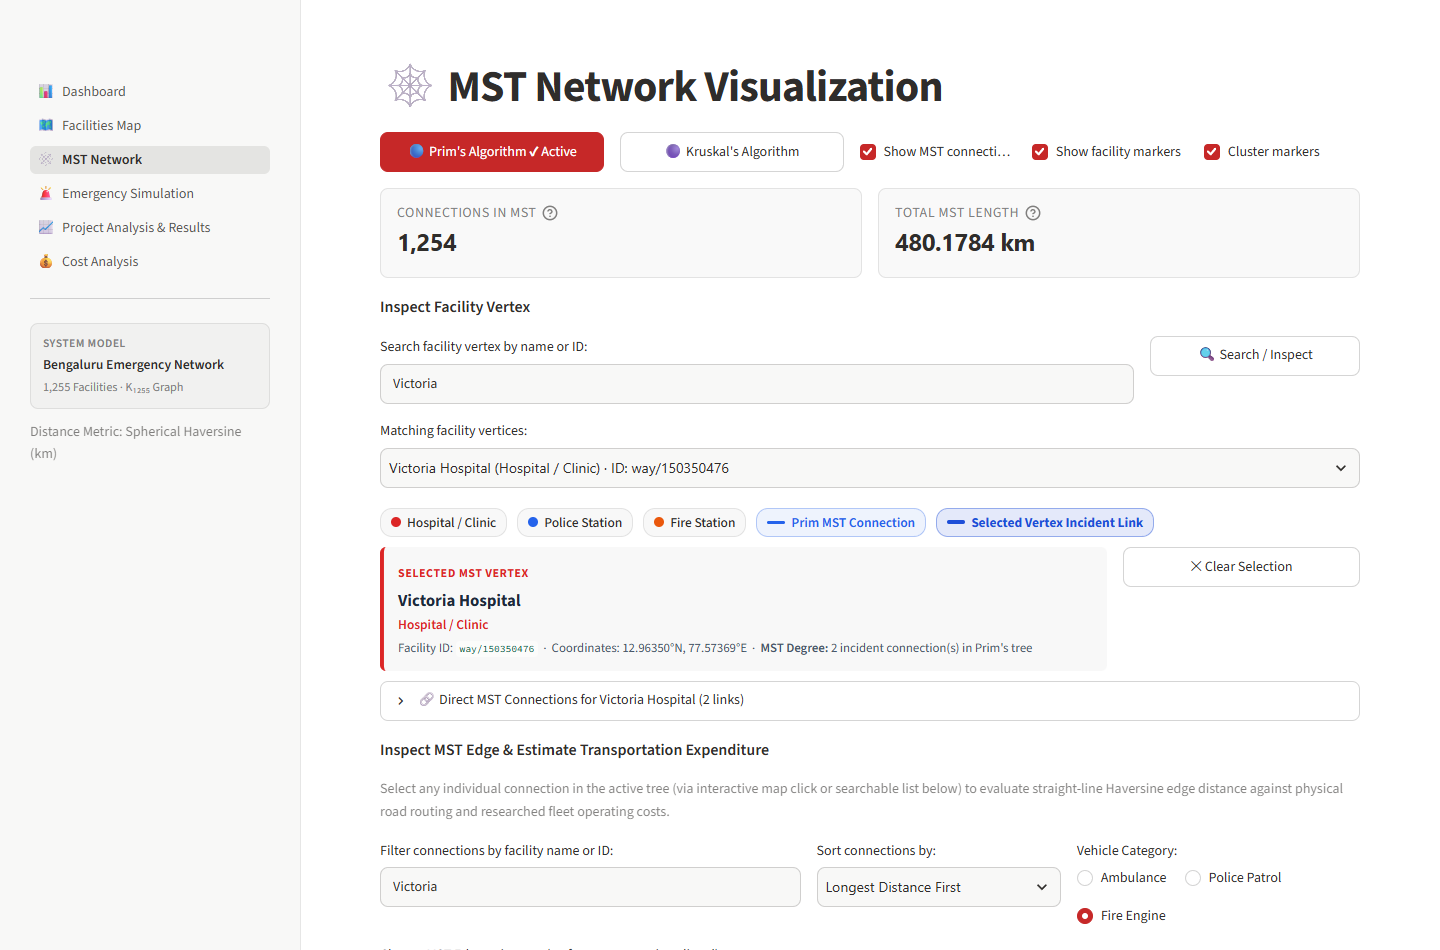 Dashboard
Facilities Map
MST Network
Emergency Simulation
Project Analysis & Results
Cost Analysis
SYSTEM MODEL
Bengaluru Emergency Network
1,255 Facilities · K₁₂₅₅ Graph
Distance Metric: Spherical Haversine
(km)
MST Network Visualization
Prim's Algorithm ✓ Active
Kruskal's Algorithm
Show MST connecti...
Show facility markers
Cluster markers
CONNECTIONS IN MST
1,254
TOTAL MST LENGTH
480.1784 km
Inspect Facility Vertex
Search facility vertex by name or ID:
Victoria
Search / Inspect
Matching facility vertices:
Victoria Hospital (Hospital / Clinic) · ID: way/150350476
Hospital / Clinic
Police Station
Fire Station
Prim MST Connection
Selected Vertex Incident Link
SELECTED MST VERTEX
Victoria Hospital
Hospital / Clinic
Facility ID: way/150350476 · Coordinates: 12.96350°N, 77.57369°E · MST Degree: 2 incident connection(s) in Prim's tree
✕ Clear Selection
Direct MST Connections for Victoria Hospital (2 links)
Inspect MST Edge & Estimate Transportation Expenditure
Select any individual connection in the active tree (via interactive map click or searchable list below) to evaluate straight-line Haversine edge distance against physical
road routing and researched fleet operating costs.
Filter connections by facility name or ID:
Victoria
Sort connections by:
Longest Distance First
Vehicle Category:
Ambulance
Police Patrol
Fire Engine